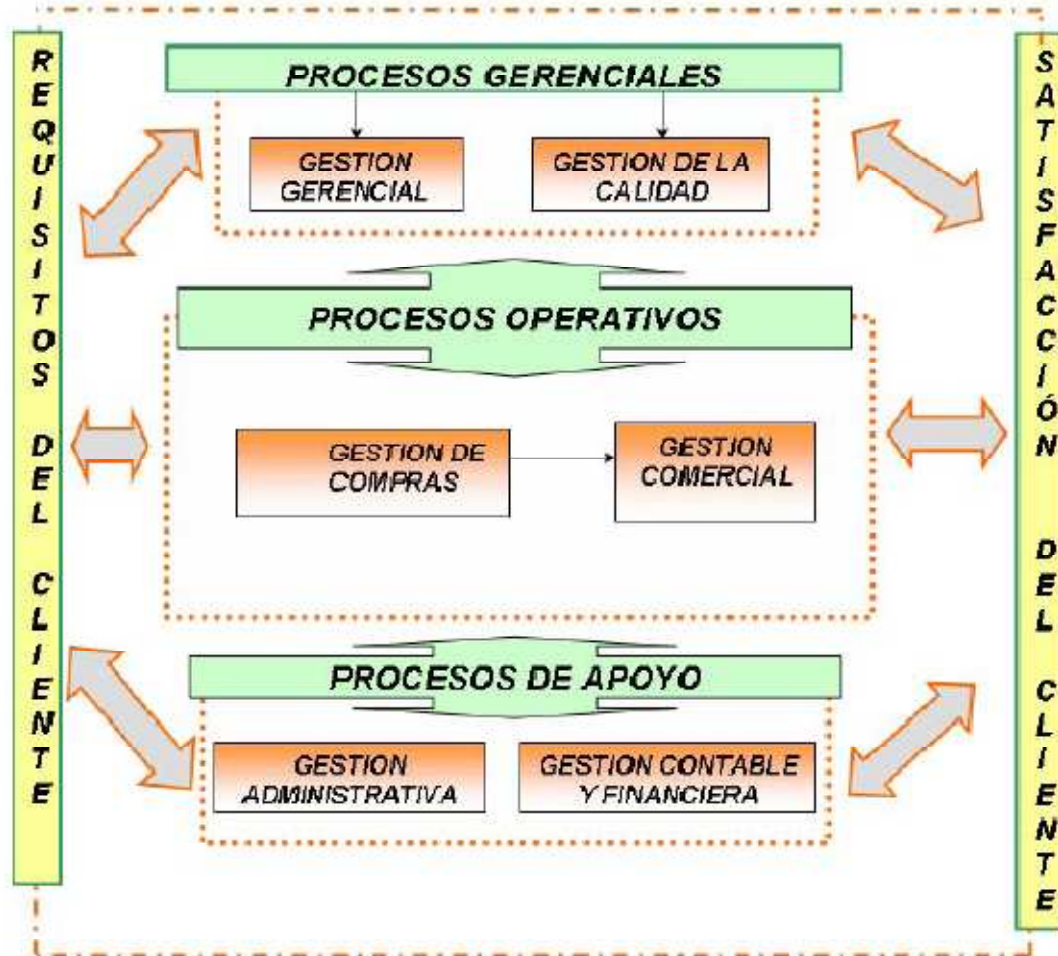 REQUISITOS DEL CLIENTE
PROCESOS GERENCIALES
GESTION
GERENCIAL
GESTION DE LA
CALIDAD
PROCESOS OPERATIVOS
GESTION DE
COMPRAS
GESTION
COMERCIAL
PROCESOS DE APOYO
GESTION
ADMINISTRATIVA
GESTION CONTABLE
Y FINANCIERA
SATISFACCIÓN DEL CLIENTE